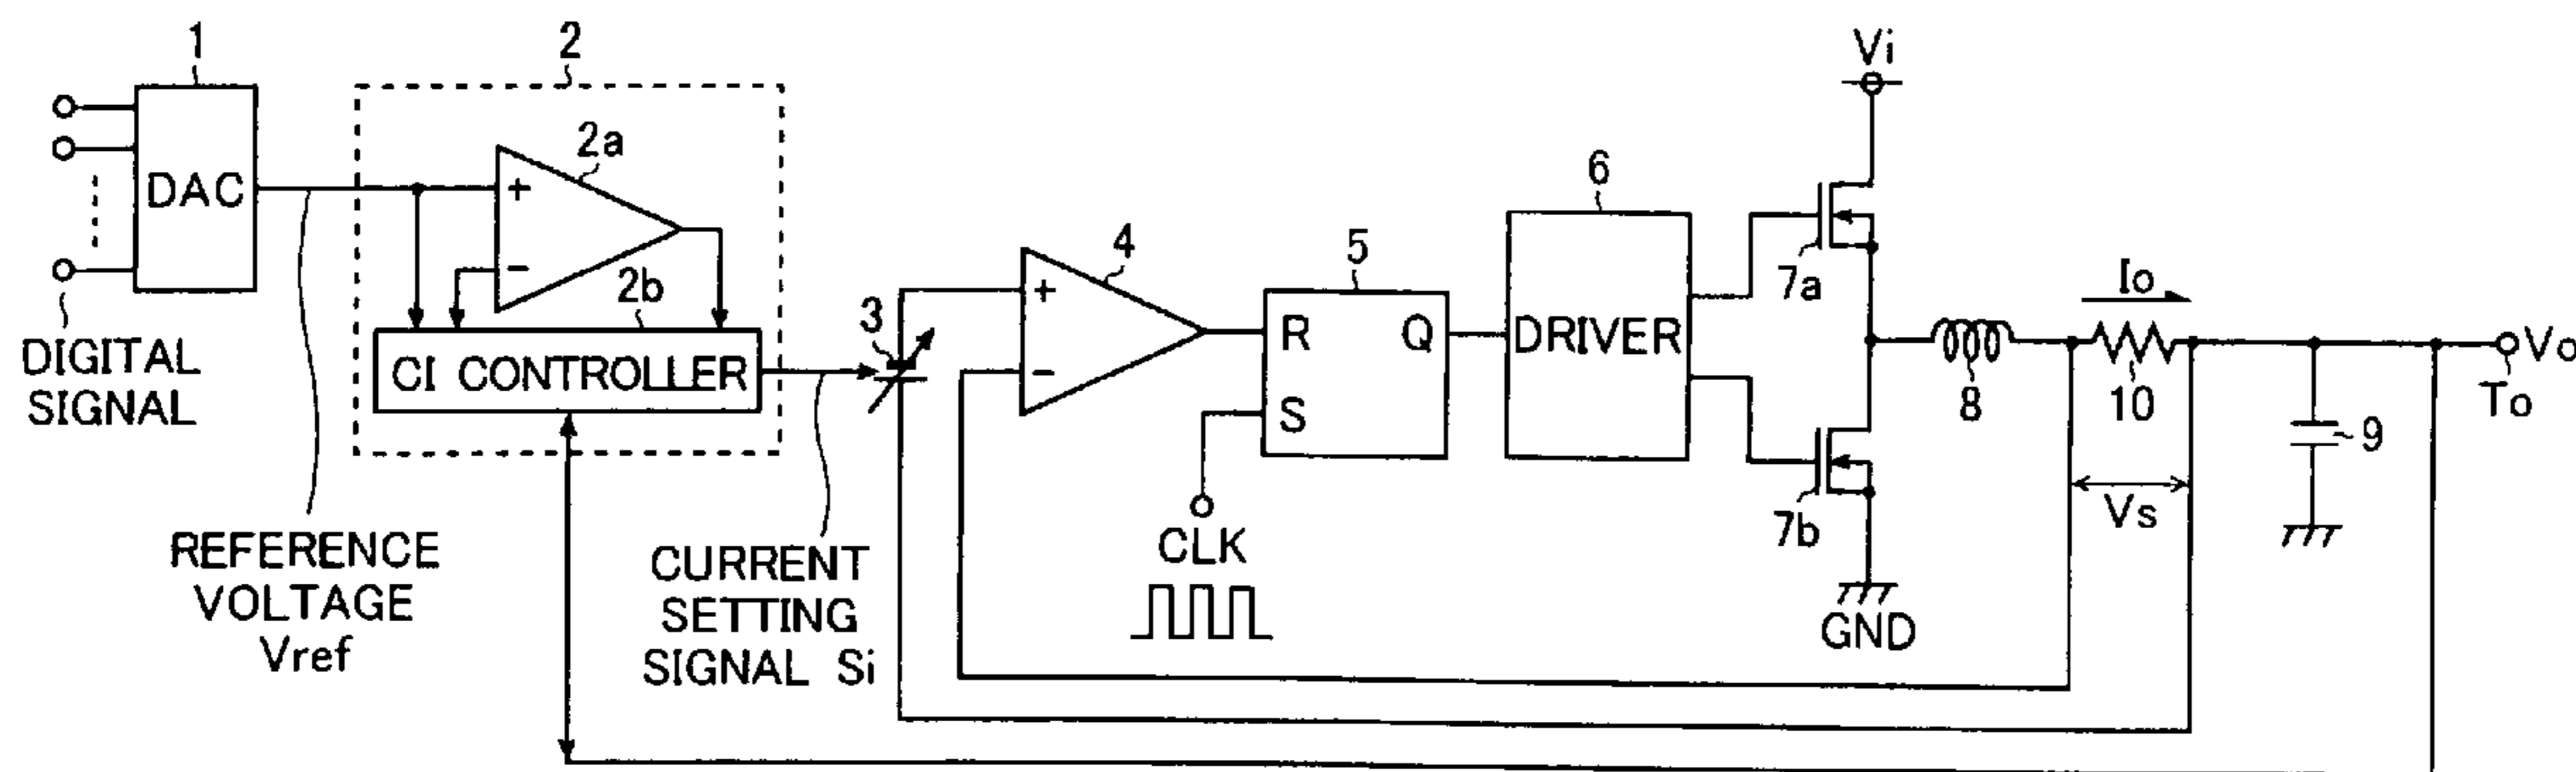 1
2
Vi
2a
DAC
+
-
6
4
5
7a
Io
2b
3
+
DIGITAL
SIGNAL
CI CONTROLLER
R
Q
DRIVER
Vo
-
8
10
To
S
9
Vs
7b
CLK
REFERENCE
VOLTAGE
Vref
CURRENT
SETTING
SIGNAL Si
GND